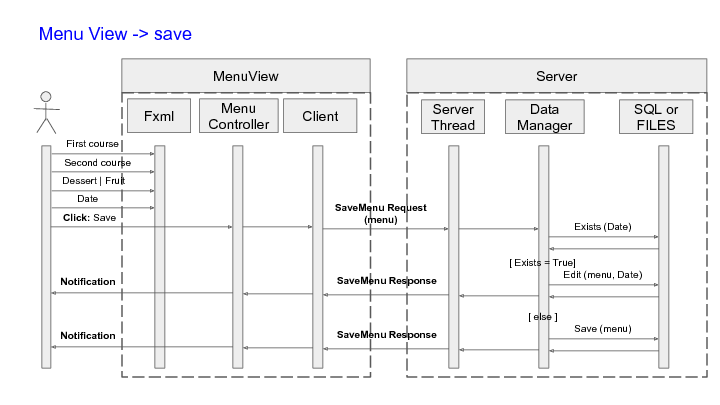 Menu View -> save
MenuView
Server
Fxml
Menu
Controller
Client
Server
Thread
Data
Manager
SQL or
FILES
First course
Second course
Dessert | Fruit
Date
Click: Save
SaveMenu Request
(menu)
Exists (Date)
[ Exists = True]
Edit (menu, Date)
Notification
SaveMenu Response
[ else ]
Save (menu)
Notification
SaveMenu Response